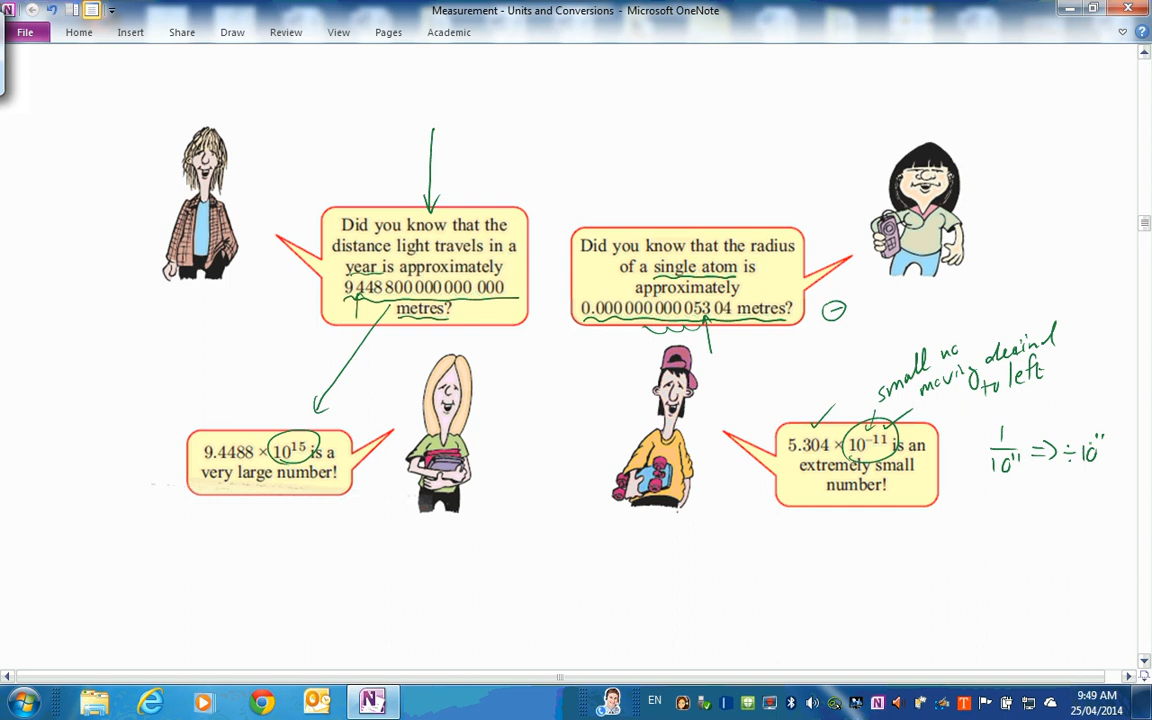 Measurement - Units and Conversions - Microsoft OneNote
File Home Insert Share Draw Review View Pages Academic
Did you know that the
distance light travels in a
year is approximately
9 448 800 000 000 000
metres?
Did you know that the radius
of a single atom is
approximately
0.000 000 000 053 04 metres?
small no
moving decimal
to left
9.4488 × 10¹⁵ is a
very large number!
5.304 × 10⁻¹¹ is an
extremely small
number!
1/10¹¹ => ÷10¹¹
EN
9:49 AM
25/04/2014